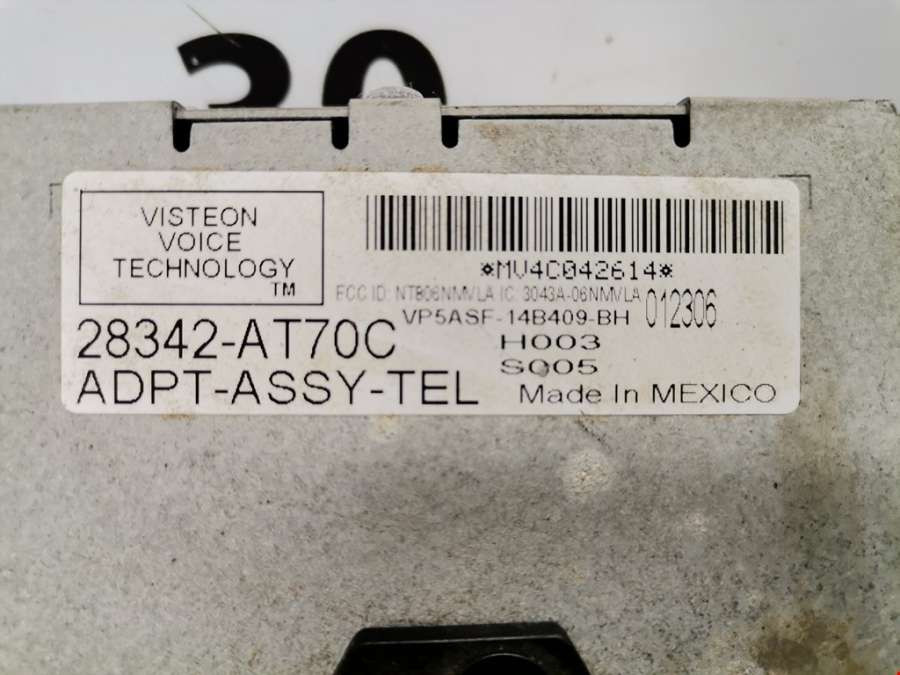 30
VISTEON
VOICE
TECHNOLOGY
TM
*MV4C042614*
FCC ID: NT806NMVLA IC: 3043A-06NMVLA
012306
VP5ASF-14B409-BH
28342-AT70C
H003
S005
ADPT-ASSY-TEL
Made In MEXICO